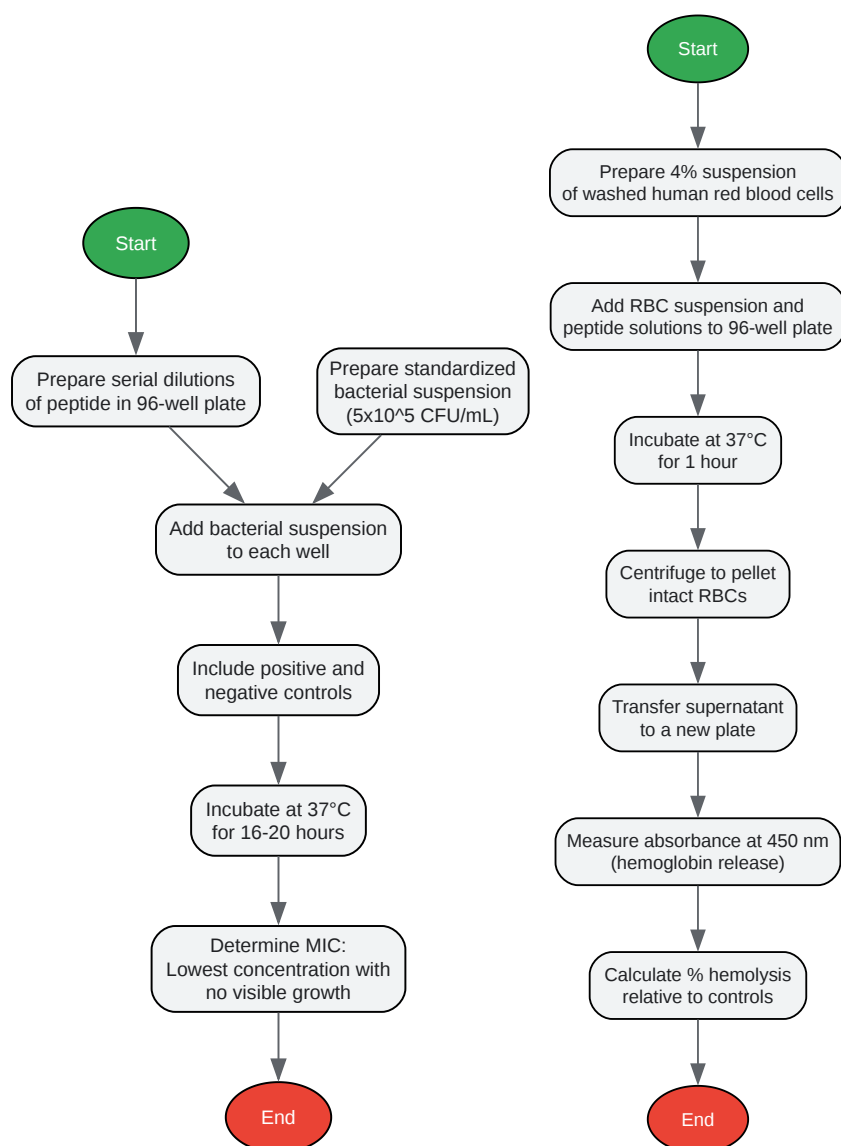 Start
Prepare serial dilutions
of peptide in 96-well plate
Prepare standardized
bacterial suspension
(5x10^5 CFU/mL)
Add bacterial suspension
to each well
Include positive and
negative controls
Incubate at 37°C
for 16-20 hours
Determine MIC:
Lowest concentration with
no visible growth
End
Start
Prepare 4% suspension
of washed human red blood cells
Add RBC suspension and
peptide solutions to 96-well plate
Incubate at 37°C
for 1 hour
Centrifuge to pellet
intact RBCs
Transfer supernatant
to a new plate
Measure absorbance at 450 nm
(hemoglobin release)
Calculate % hemolysis
relative to controls
End